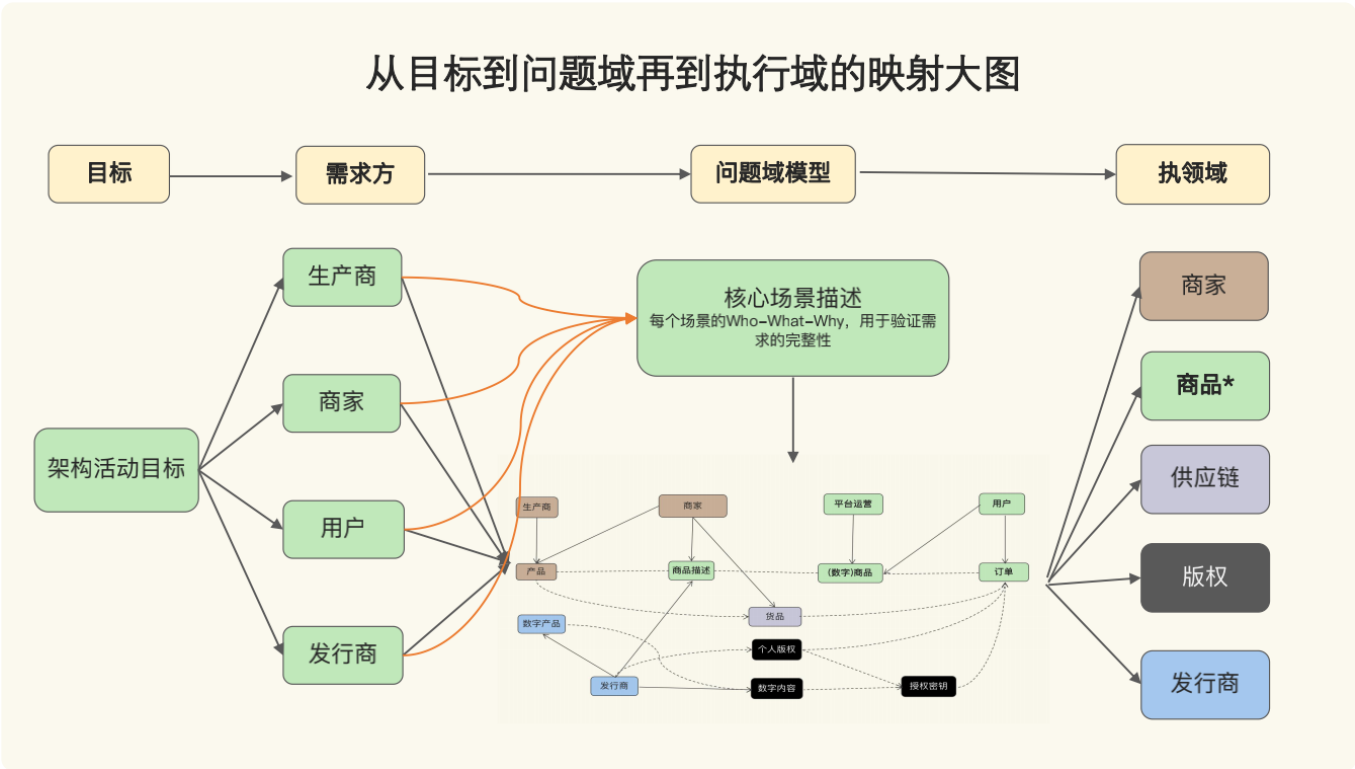 从目标到问题域再到执行域的映射大图
目标
需求方
问题域模型
执领域
生产商
商家
用户
发行商
架构活动目标
核心场景描述
每个场景的Who-What-Why，用于验证需
求的完整性
生产商
商家
平台运营
用户
产品
商品描述
(数字)商品
订单
货品
数字产品
个人版权
发行商
数字内容
授权密钥
商家
商品*
供应链
版权
发行商